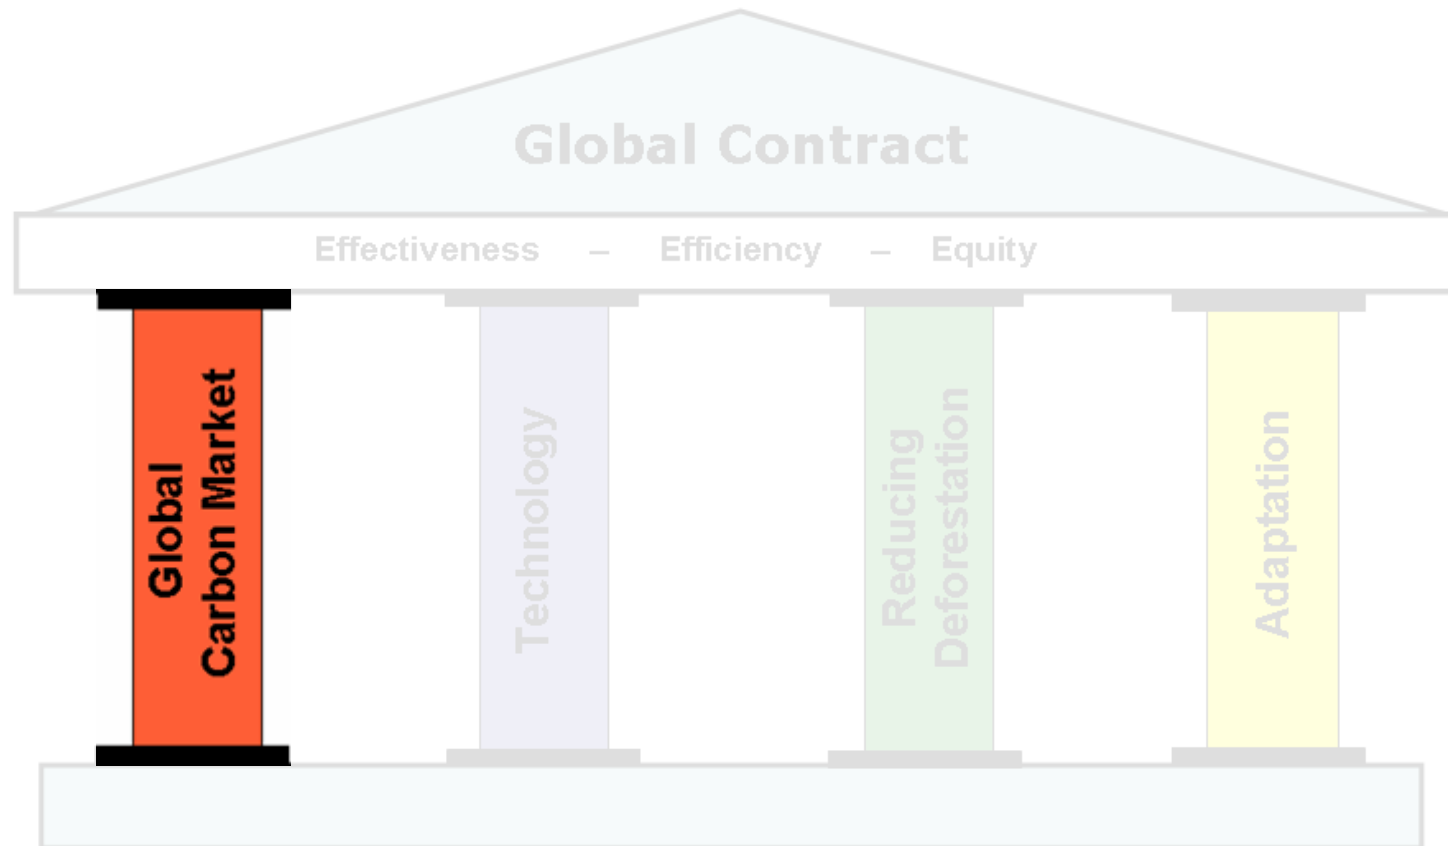 Global Contract
Effectiveness – Efficiency – Equity
Global
Carbon Market
Technology
Reducing
Deforestation
Adaptation